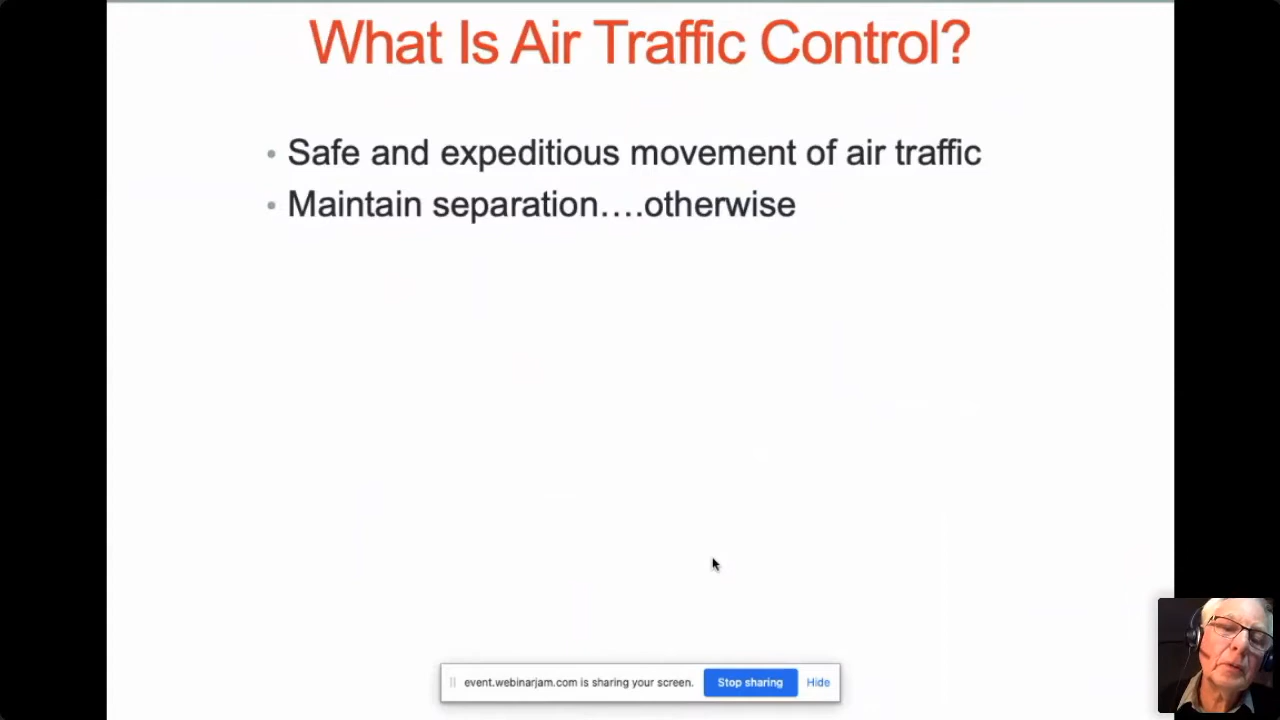 What Is Air Traffic Control?
• Safe and expeditious movement of air traffic
• Maintain separation….otherwise
event.webinarjam.com is sharing your screen. Stop sharing Hide